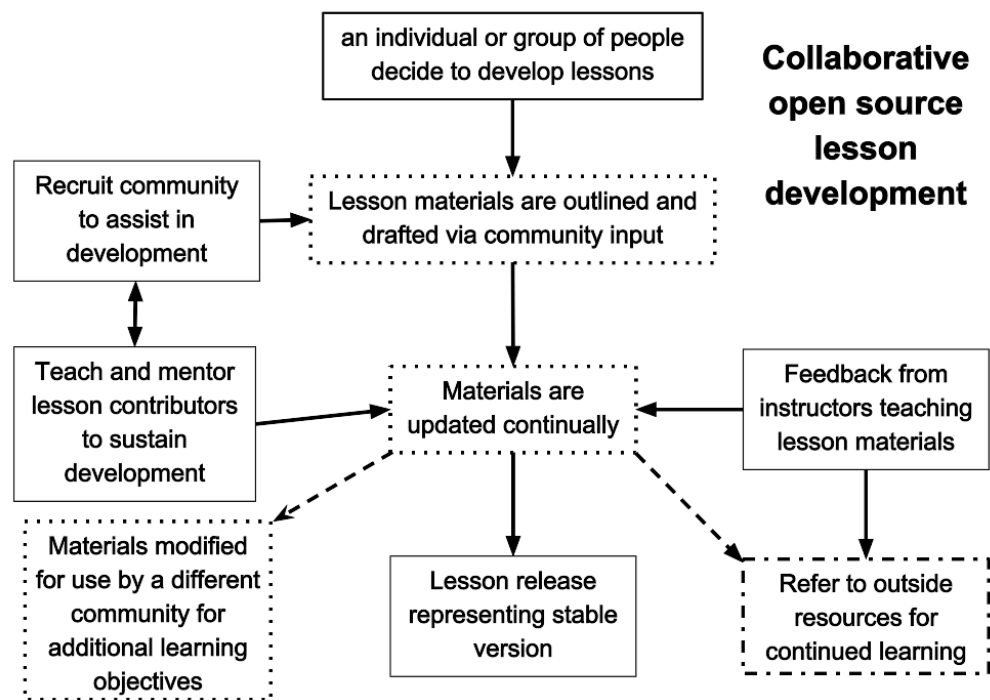 an individual or group of people
decide to develop lessons
Collaborative
open source
lesson
development
Recruit community
to assist in
development
Lesson materials are outlined and
drafted via community input
Teach and mentor
lesson contributors
to sustain
development
Materials are
updated continually
Feedback from
instructors teaching
lesson materials
Materials modified
for use by a different
community for
additional learning
objectives
Lesson release
representing stable
version
Refer to outside
resources for
continued learning